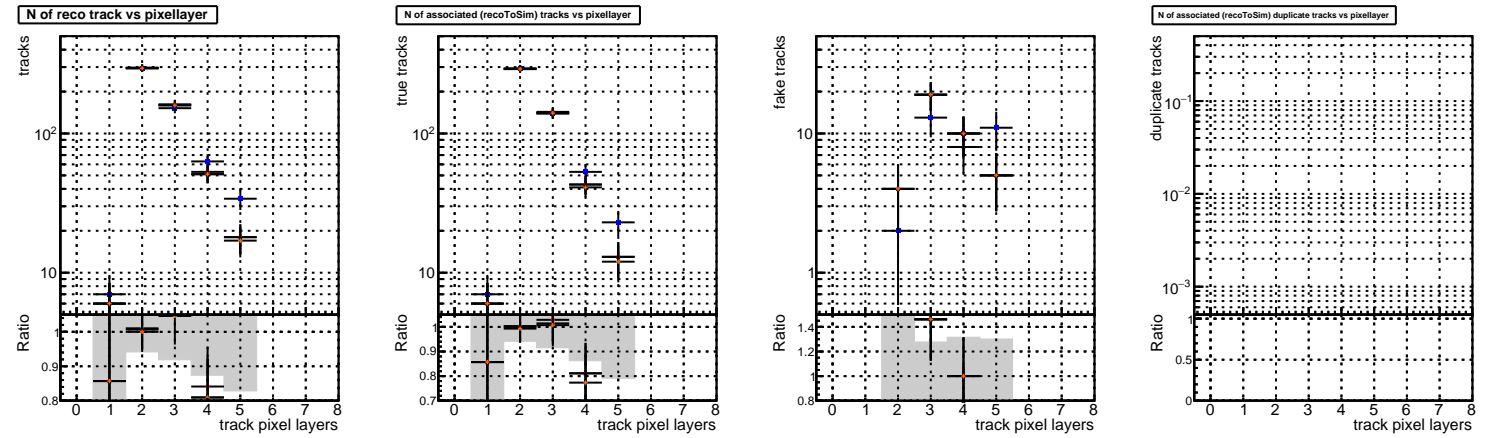 N of reco track vs pixellayer
tracks
10²
10
Ratio
1
0.9
0.8
0 1 2 3 4 5 6 7 8
track pixel layers
N of associated (recoToSim) tracks vs pixellayer
true tracks
10²
10
Ratio
1
0.9
0.8
0.7
0 1 2 3 4 5 6 7 8
track pixel layers
fake tracks
10
1
Ratio
1.4
1.2
1
0.8
0 1 2 3 4 5 6 7 8
track pixel layers
N of associated (recoToSim) duplicate tracks vs pixellayer
duplicate tracks
10⁻¹
10⁻²
10⁻³
Ratio
1
0.5
0
0 1 2 3 4 5 6 7 8
track pixel layers